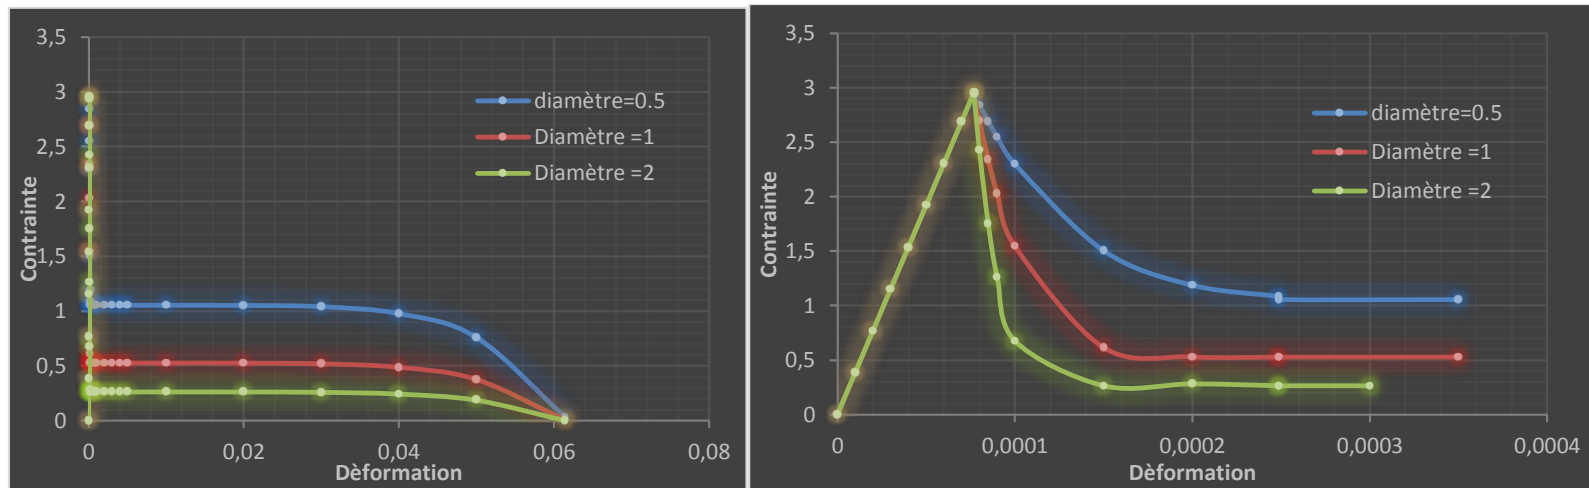 3,5
3
2,5
2
1,5
1
0,5
0
Contrainte
diamètre=0.5
Diamètre =1
Diamètre =2
0
0,02
0,04
0,06
0,08
Dèformation
3,5
3
2,5
2
1,5
1
0,5
0
Contrainte
diamètre=0.5
Diamètre =1
Diamètre =2
0
0,0001
0,0002
0,0003
0,0004
Dèformation